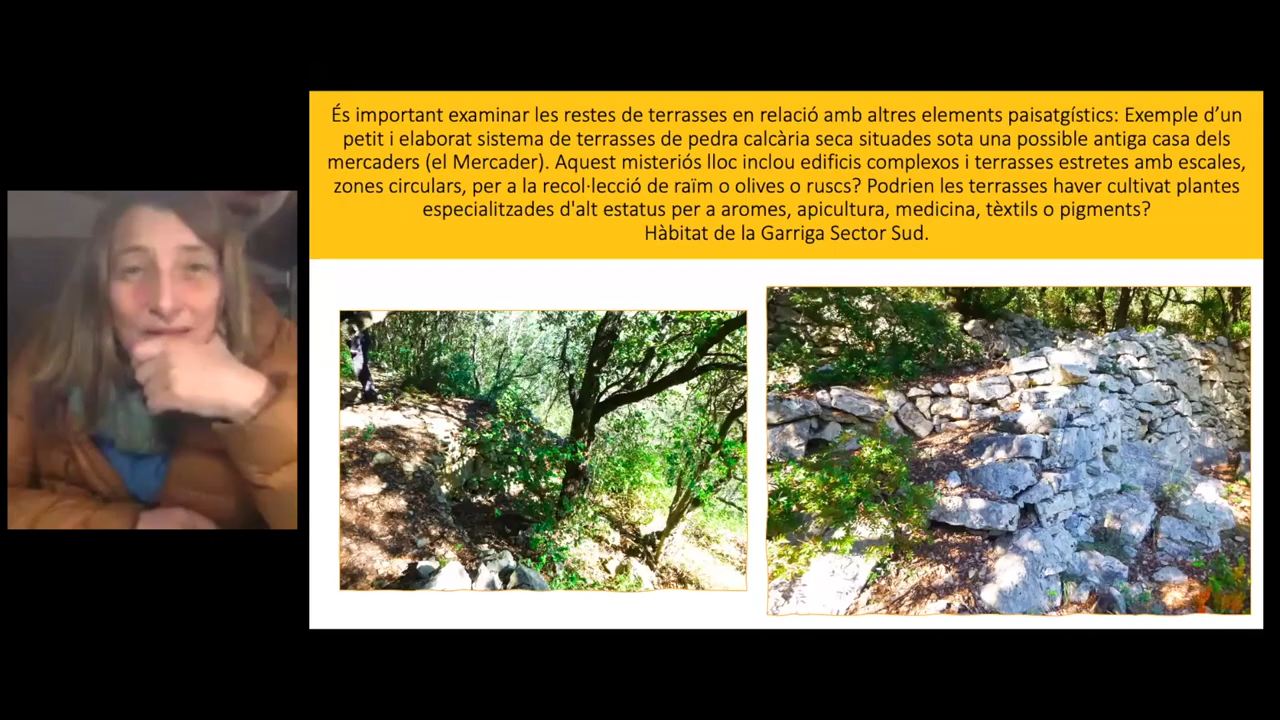 És important examinar les restes de terrasses en relació amb altres elements paisatgístics: Exemple d’un
petit i elaborat sistema de terrasses de pedra calcària seca situades sota una possible antiga casa dels
mercaders (el Mercader). Aquest misteriós lloc inclou edificis complexos i terrasses estretes amb escales,
zones circulars, per a la recol·lecció de raïm o olives o ruscs? Podrien les terrasses haver cultivat plantes
especialitzades d'alt estatus per a aromes, apicultura, medicina, tèxtils o pigments?
Hàbitat de la Garriga Sector Sud.